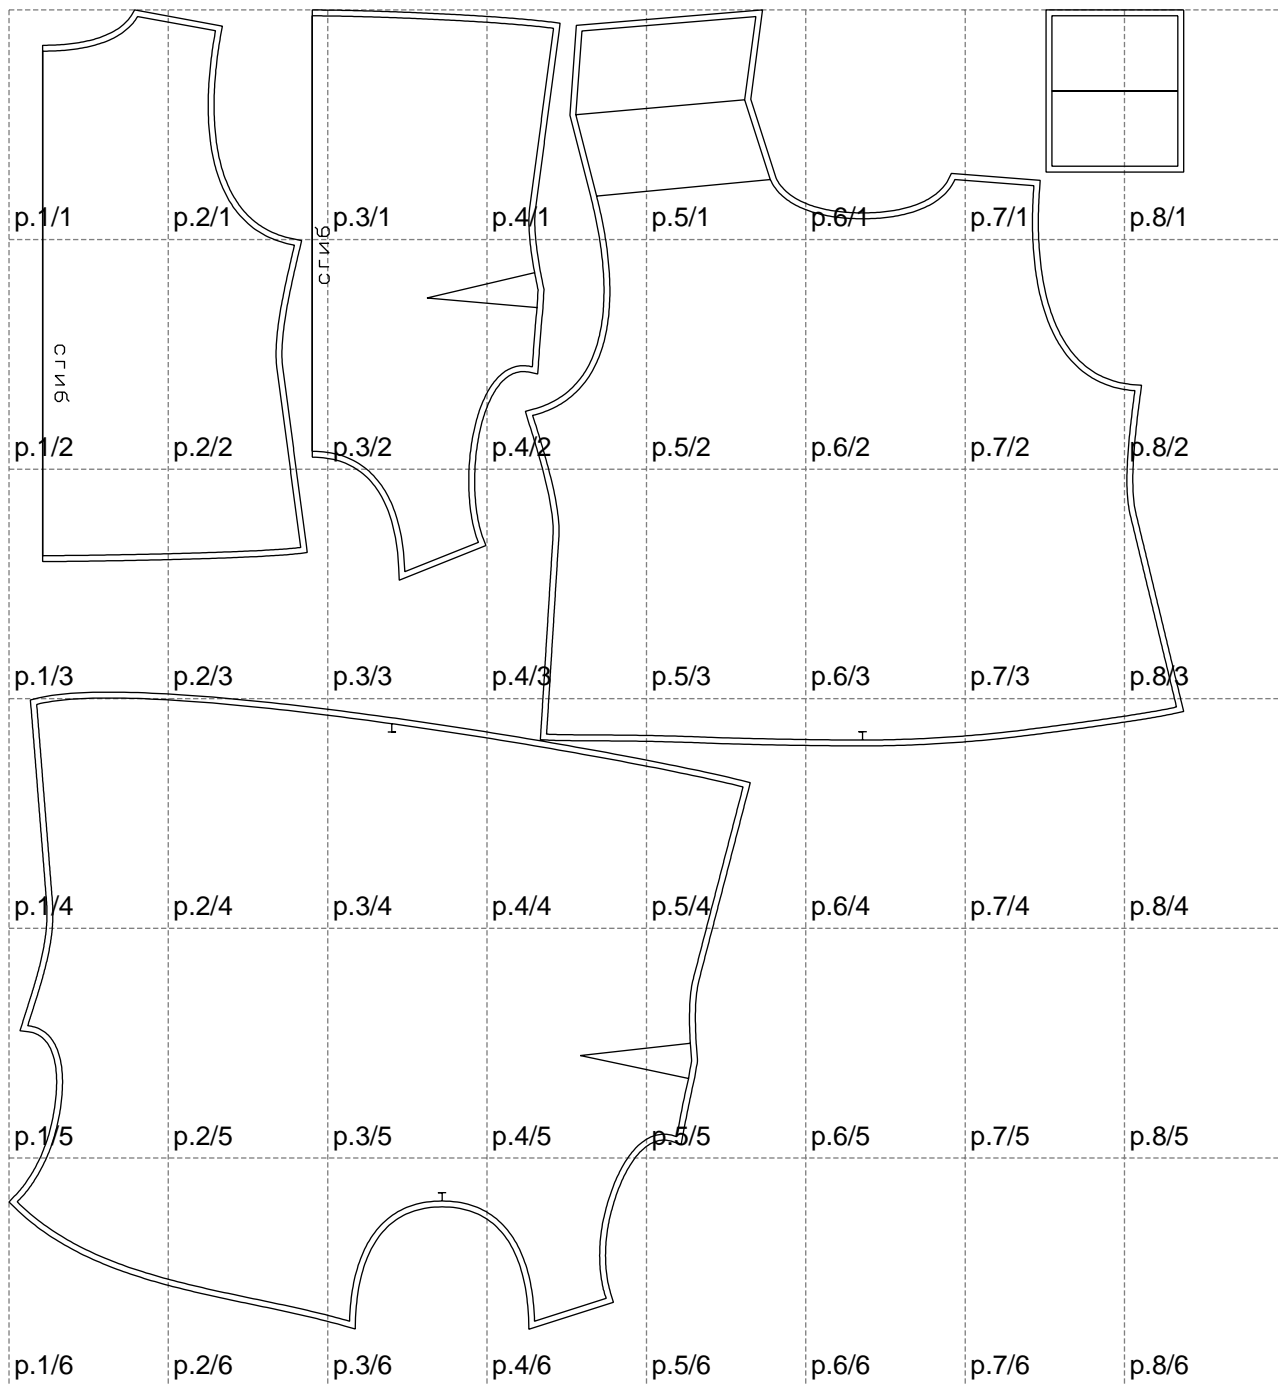 p.1/1 p.2/1 p.3/1 p.4/1 p.5/1 p.6/1 p.7/1 p.8/1
сгиб
сгиб
p.1/2 p.2/2 p.3/2 p.4/2 p.5/2 p.6/2 p.7/2 p.8/2
p.1/3 p.2/3 p.3/3 p.4/3 p.5/3 p.6/3 p.7/3 p.8/3
p.1/4 p.2/4 p.3/4 p.4/4 p.5/4 p.6/4 p.7/4 p.8/4
p.1/5 p.2/5 p.3/5 p.4/5 p.5/5 p.6/5 p.7/5 p.8/5
p.1/6 p.2/6 p.3/6 p.4/6 p.5/6 p.6/6 p.7/6 p.8/6